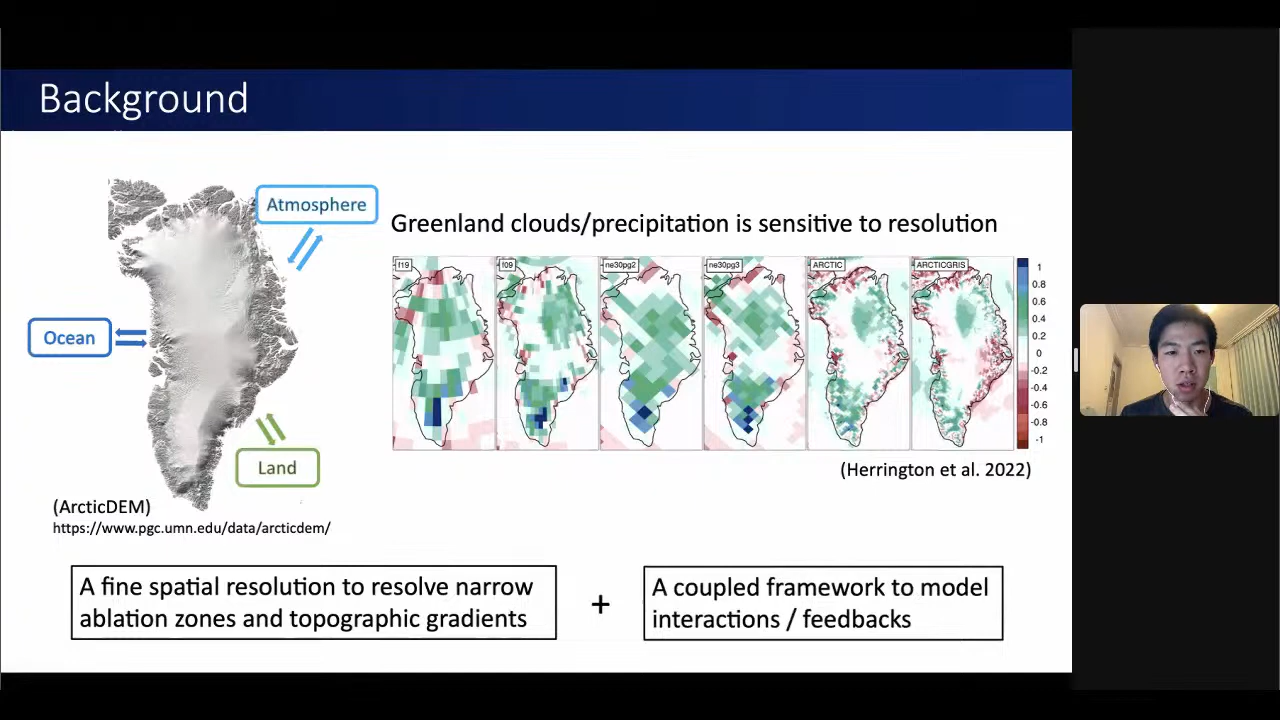 Background
Atmosphere
Ocean
Land
(ArcticDEM)
https://www.pgc.umn.edu/data/arcticdem/
Greenland clouds/precipitation is sensitive to resolution
f19
f09
ne30pg2
ne30pg3
ARCTIC
ARCTICGRIS
1
0.8
0.6
0.4
0.2
0
-0.2
-0.4
-0.6
-0.8
-1
(Herrington et al. 2022)
A fine spatial resolution to resolve narrow
ablation zones and topographic gradients
+
A coupled framework to model
interactions / feedbacks